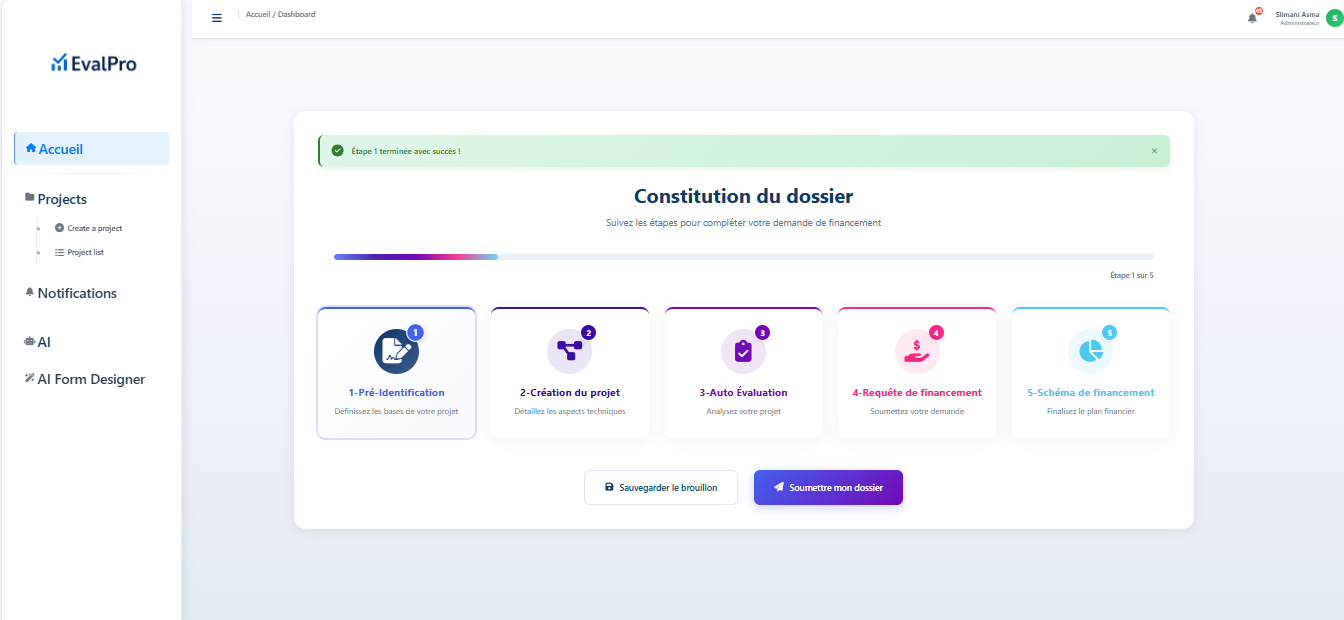 EvalPro
Accueil
Projects
Create a project
Project list
Notifications
AI
AI Form Designer
Accueil / Dashboard
Slimani Asma
Administrateur
S
Étape 1 terminée avec succès !
×
Constitution du dossier
Suivez les étapes pour compléter votre demande de financement
Étape 1 sur 5
1
1-Pré-Identification
Définissez les bases de votre projet
2
2-Création du projet
Détaillez les aspects techniques
3
3-Auto Évaluation
Analysez votre projet
4
4-Requête de financement
Soumettez votre demande
5
5-Schéma de financement
Finalisez le plan financier
Sauvegarder le brouillon
Soumettre mon dossier